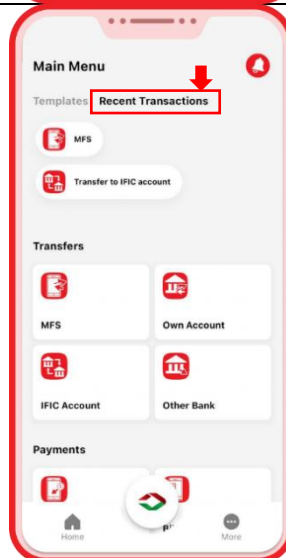 Main Menu
Templates Recent Transactions
MFS
Transfer to IFIC account
Transfers
MFS Own Account
IFIC Account Other Bank
Payments
Home More